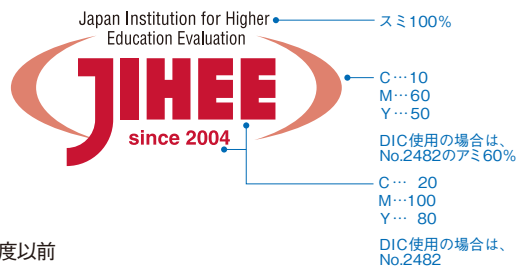 Japan Institution for Higher
Education Evaluation
JIHEE
since 2004
スミ100%
C…10
M…60
Y…50
DIC使用の場合は、
No.2482のアミ60%
C… 20
M…100
Y… 80
DIC使用の場合は、
No.2482
度以前